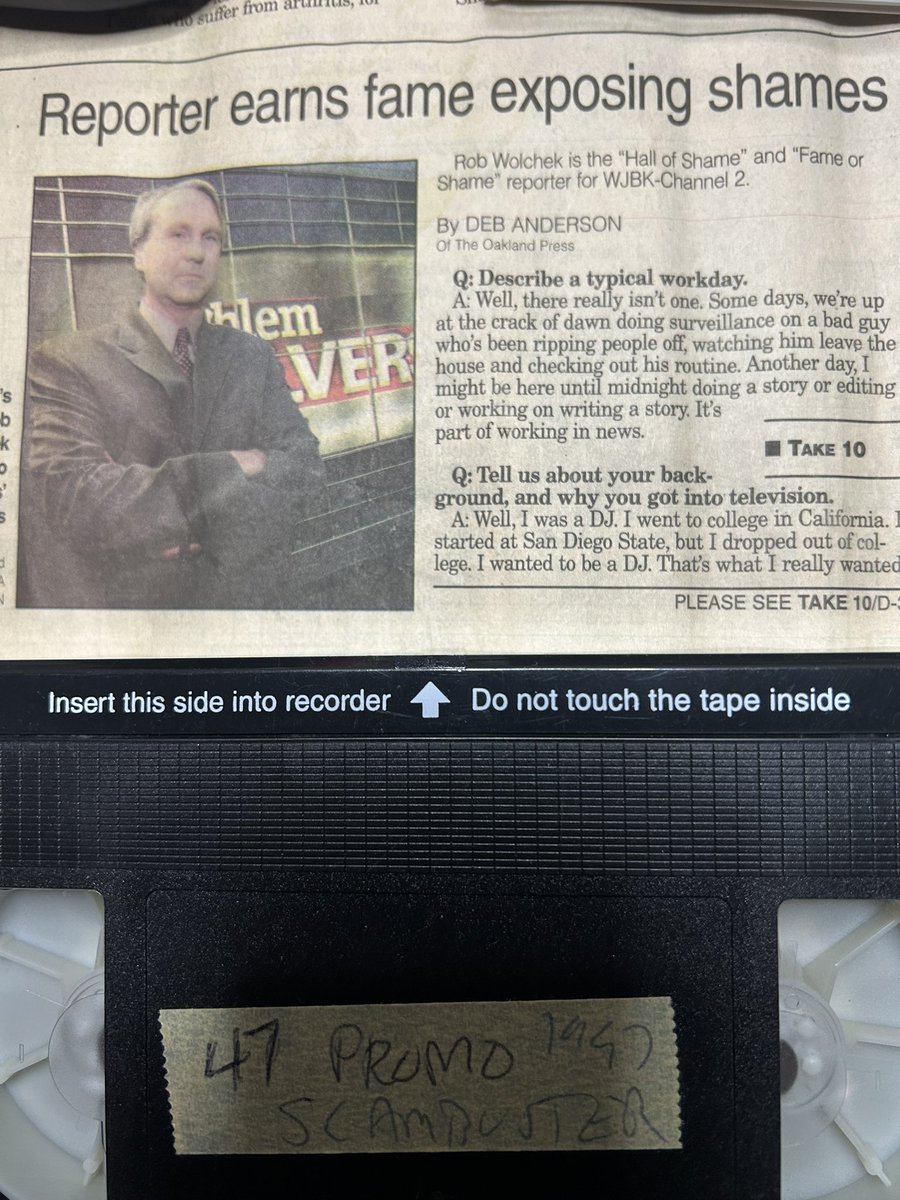 who suffer from arthritis, for
Reporter earns fame exposing shames
Rob Wolchek is the “Hall of Shame” and “Fame or
Shame” reporter for WJBK-Channel 2.
By DEB ANDERSON
Of The Oakland Press
Q: Describe a typical workday.
A: Well, there really isn’t one. Some days, we’re up
at the crack of dawn doing surveillance on a bad guy
who’s been ripping people off, watching him leave the
house and checking out his routine. Another day, I
might be here until midnight doing a story or editing
or working on writing a story. It’s
part of working in news.
■ TAKE 10
Q: Tell us about your back-
ground, and why you got into television.
A: Well, I was a DJ. I went to college in California. I
started at San Diego State, but I dropped out of col-
lege. I wanted to be a DJ. That’s what I really wanted
PLEASE SEE TAKE 10/D-3
blem
LVERS
Insert this side into recorder Do not touch the tape inside
47 PROMO 1997
SCAMBUSTER